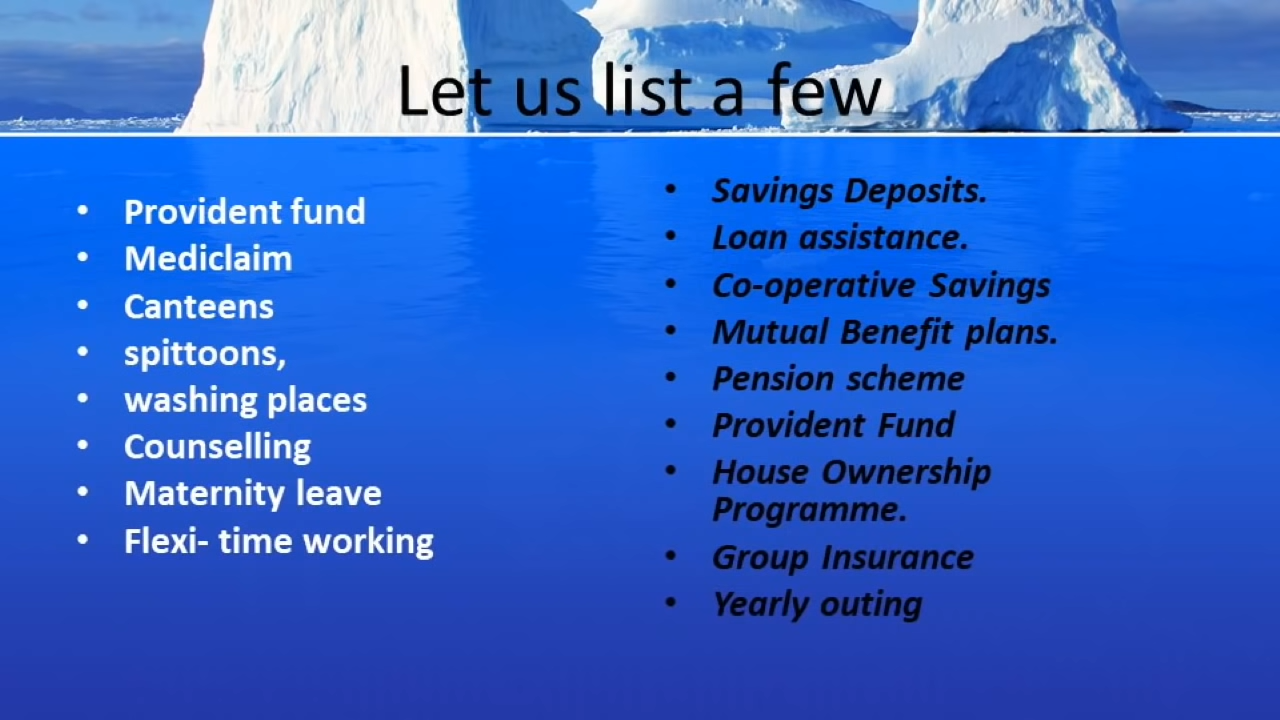 Let us list a few
• Provident fund
• Mediclaim
• Canteens
• spittoons,
• washing places
• Counselling
• Maternity leave
• Flexi- time working
• Savings Deposits.
• Loan assistance.
• Co-operative Savings
• Mutual Benefit plans.
• Pension scheme
• Provident Fund
• House Ownership
Programme.
• Group Insurance
• Yearly outing